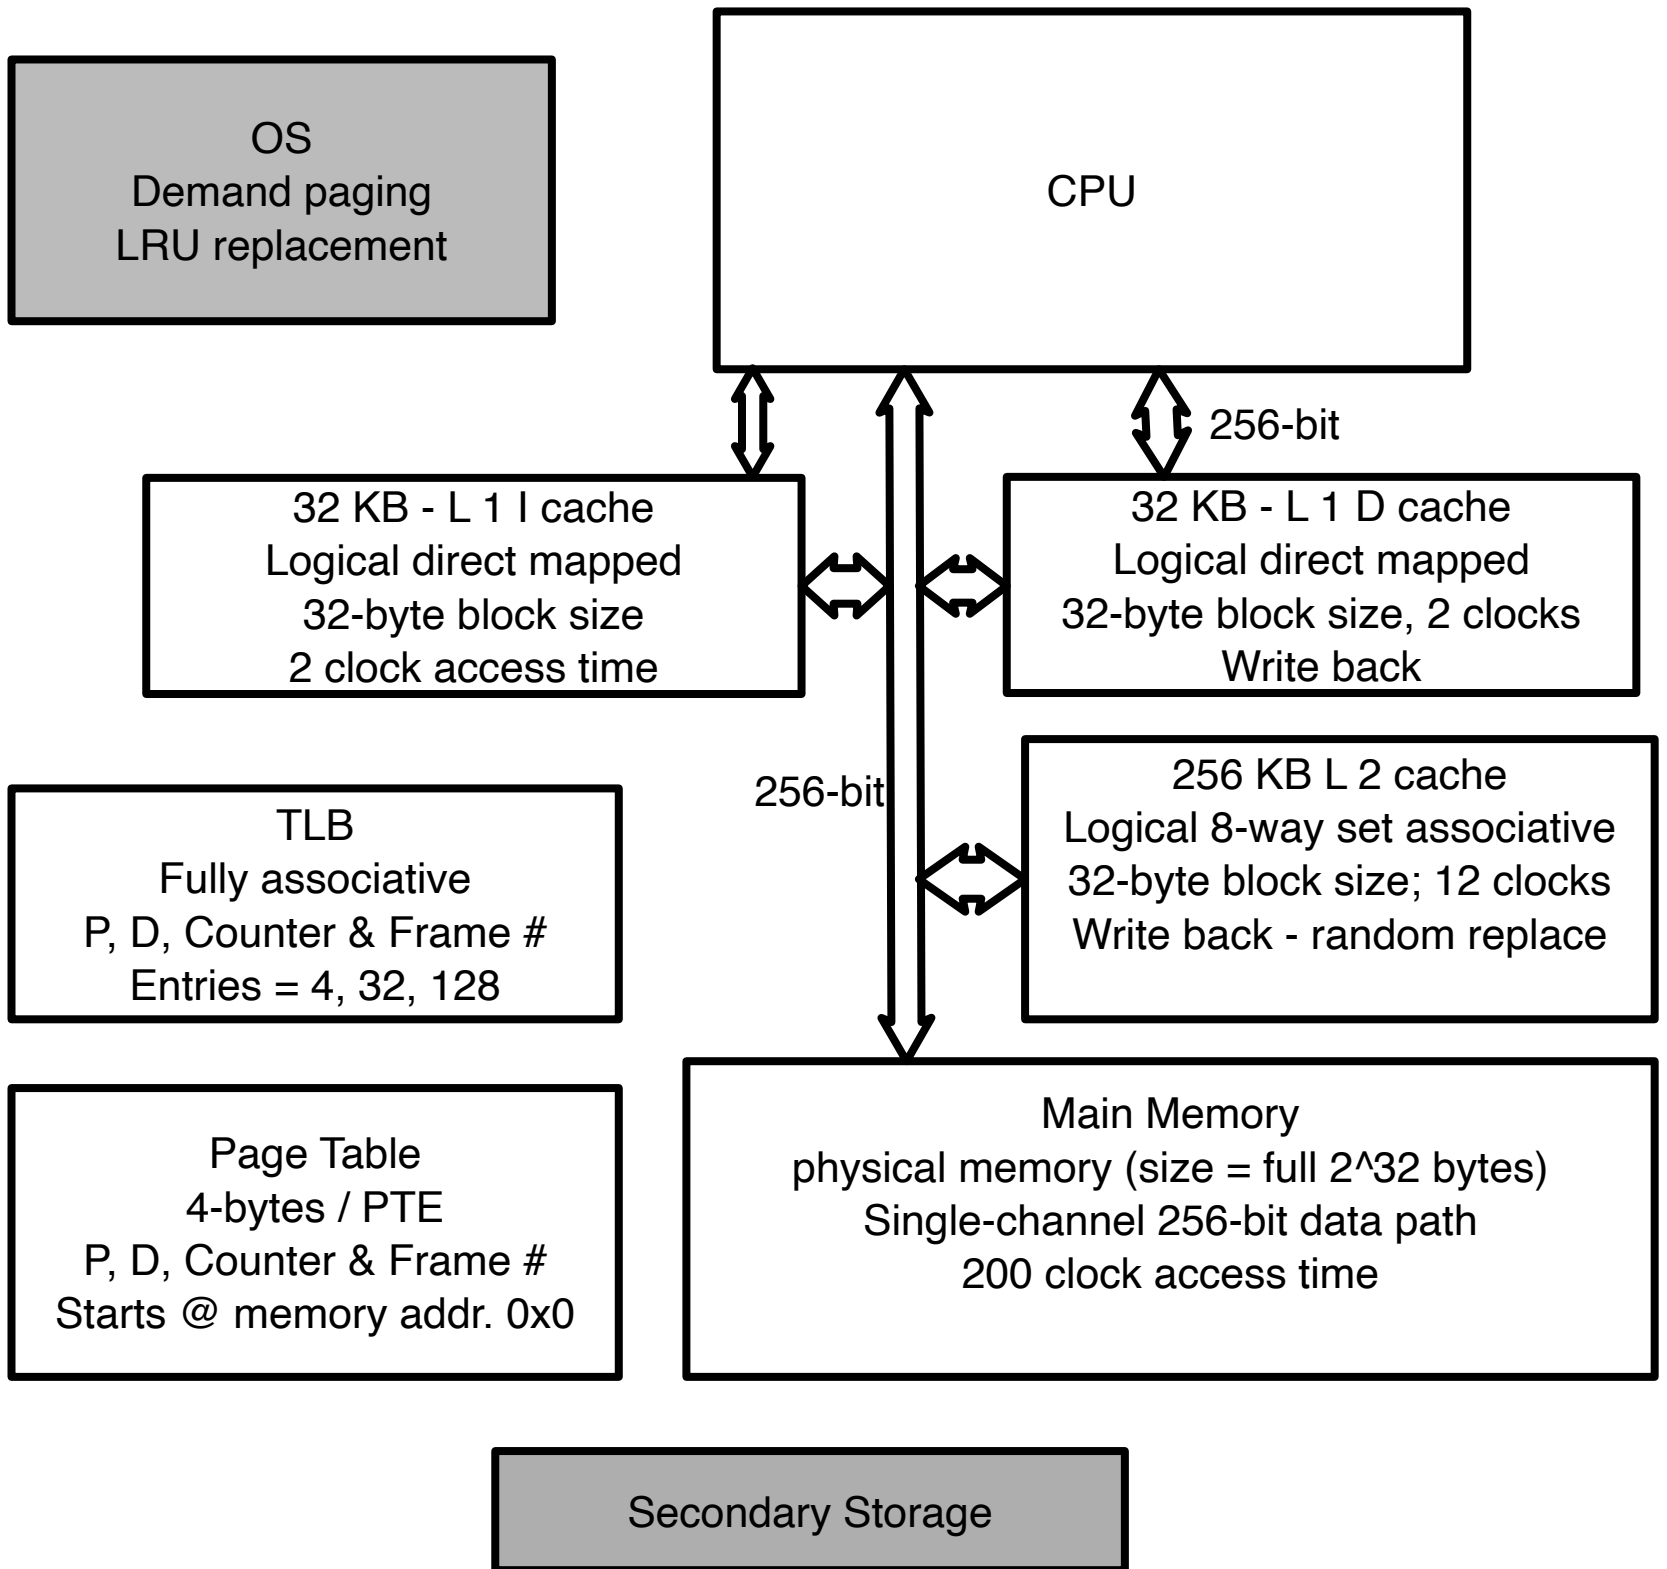 OS
Demand paging
LRU replacement
CPU
256-bit
32 KB - L 1 I cache
Logical direct mapped
32-byte block size
2 clock access time
32 KB - L 1 D cache
Logical direct mapped
32-byte block size, 2 clocks
Write back
256-bit
TLB
Fully associative
P, D, Counter & Frame #
Entries = 4, 32, 128
256 KB L 2 cache
Logical 8-way set associative
32-byte block size; 12 clocks
Write back - random replace
Page Table
4-bytes / PTE
P, D, Counter & Frame #
Starts @ memory addr. 0x0
Main Memory
physical memory (size = full 2^32 bytes)
Single-channel 256-bit data path
200 clock access time
Secondary Storage